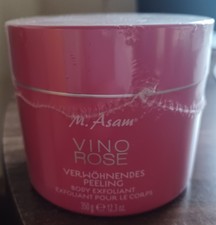 M. Asam
VINO
ROSE
VERWÖHNENDES
PEELING
BODY EXFOLIANT
EXFOLIANT POUR LE CORPS